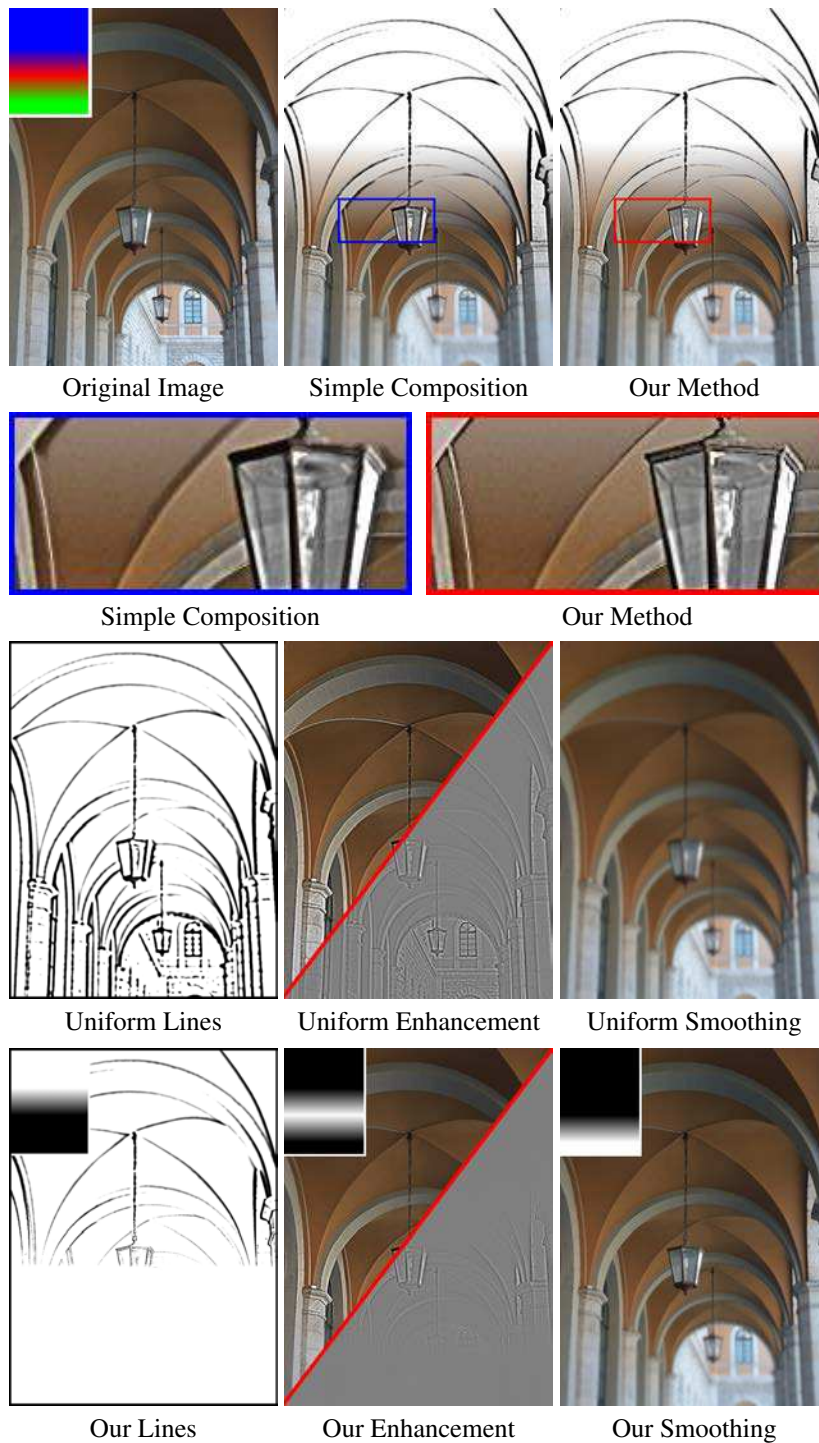 Original Image
Simple Composition
Our Method
Simple Composition
Our Method
Uniform Lines
Uniform Enhancement
Uniform Smoothing
Our Lines
Our Enhancement
Our Smoothing